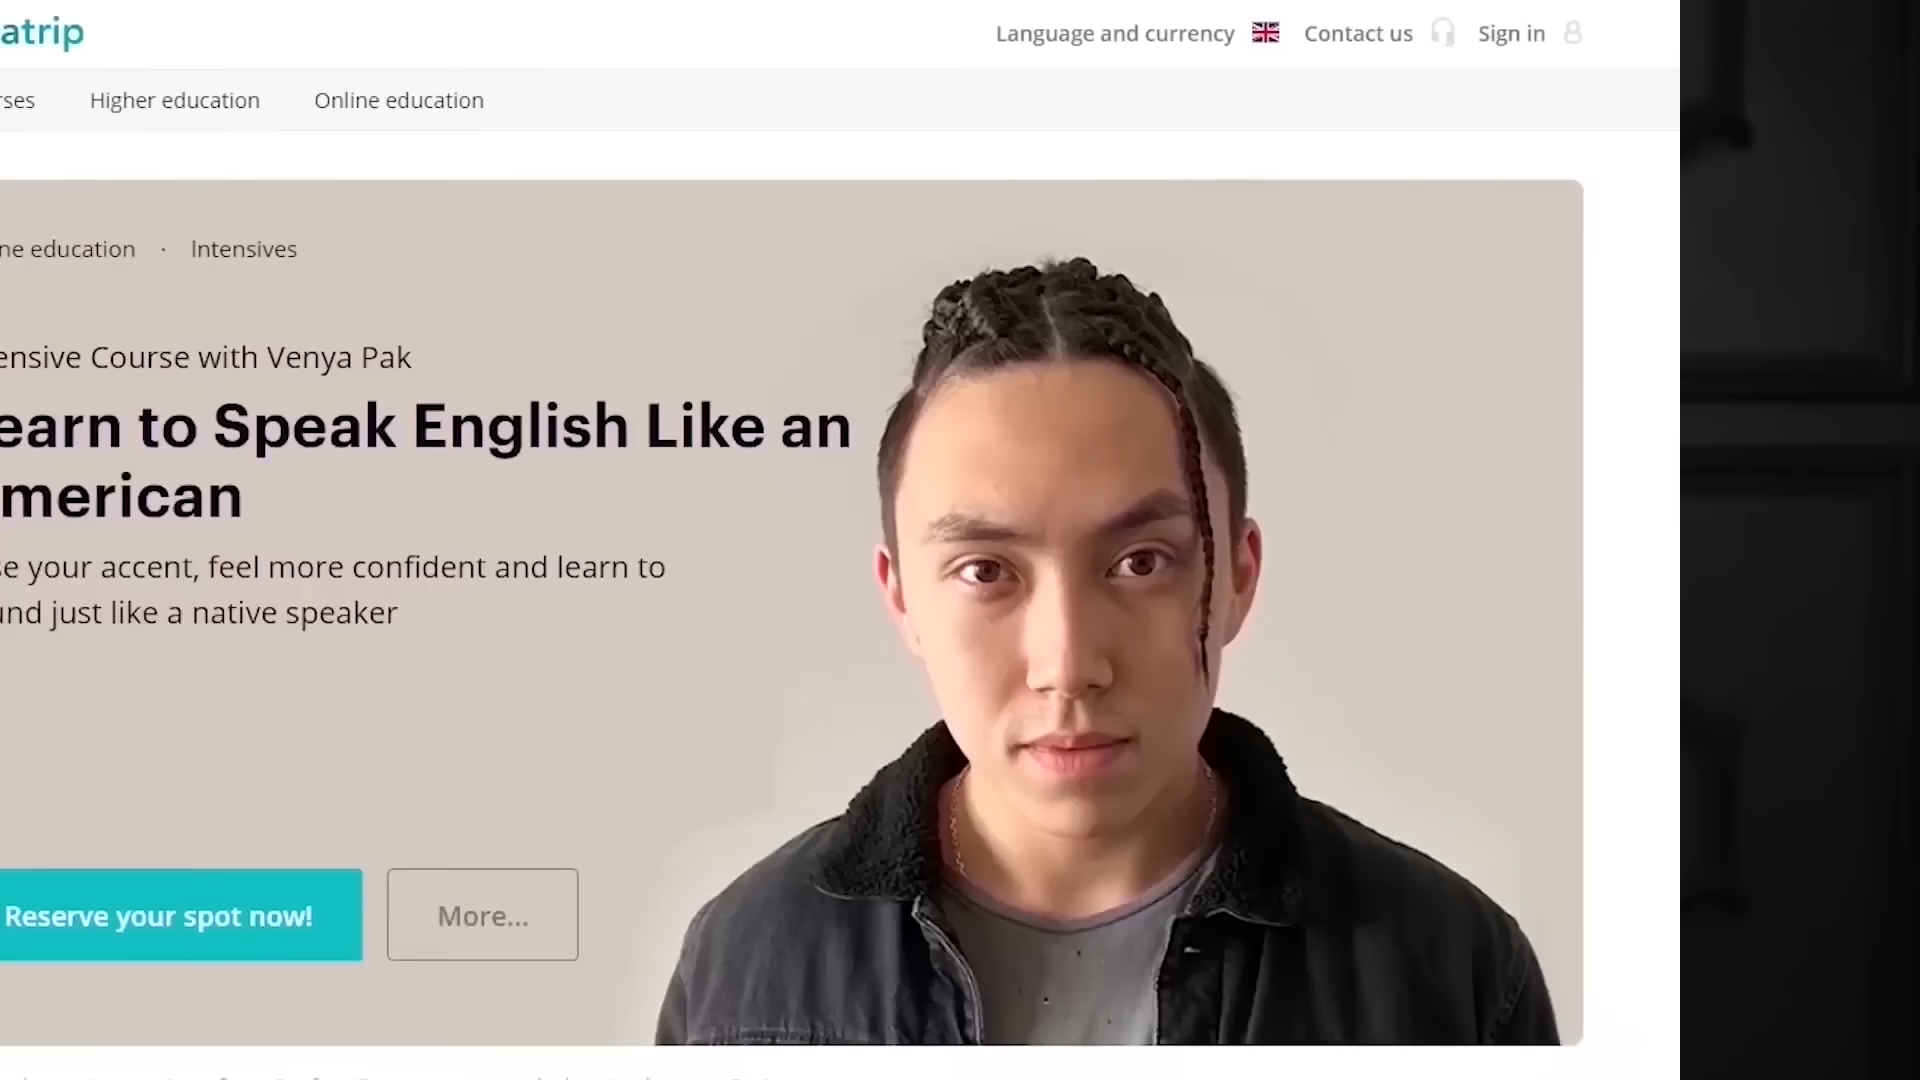 atrip
Language and currency
Contact us
Sign in
rses
Higher education
Online education
ne education · Intensives
ensive Course with Venya Pak
earn to Speak English Like an
merican
se your accent, feel more confident and learn to
und just like a native speaker
Reserve your spot now!
More...